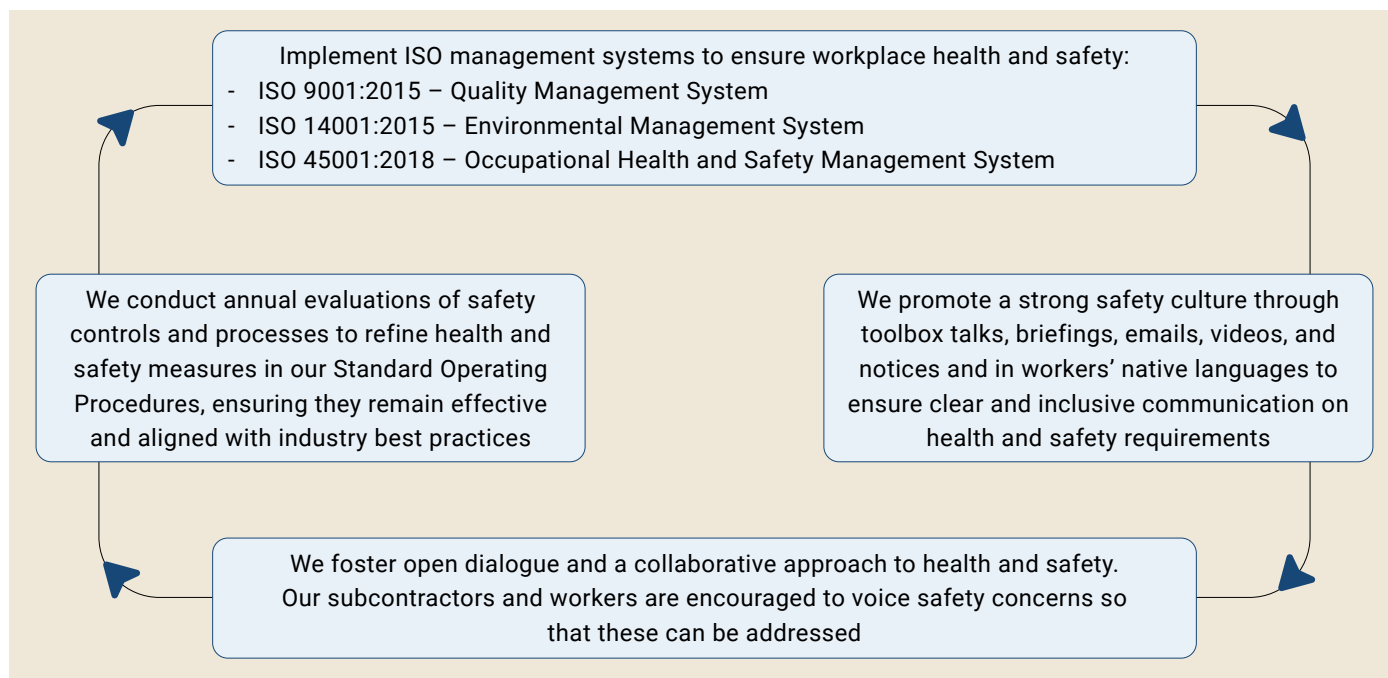 Implement ISO management systems to ensure workplace health and safety:
- ISO 9001:2015 – Quality Management System
- ISO 14001:2015 – Environmental Management System
- ISO 45001:2018 – Occupational Health and Safety Management System
We promote a strong safety culture through
toolbox talks, briefings, emails, videos, and
notices and in workers’ native languages to
ensure clear and inclusive communication on
health and safety requirements
We foster open dialogue and a collaborative approach to health and safety.
Our subcontractors and workers are encouraged to voice safety concerns so
that these can be addressed
We conduct annual evaluations of safety
controls and processes to refine health and
safety measures in our Standard Operating
Procedures, ensuring they remain effective
and aligned with industry best practices